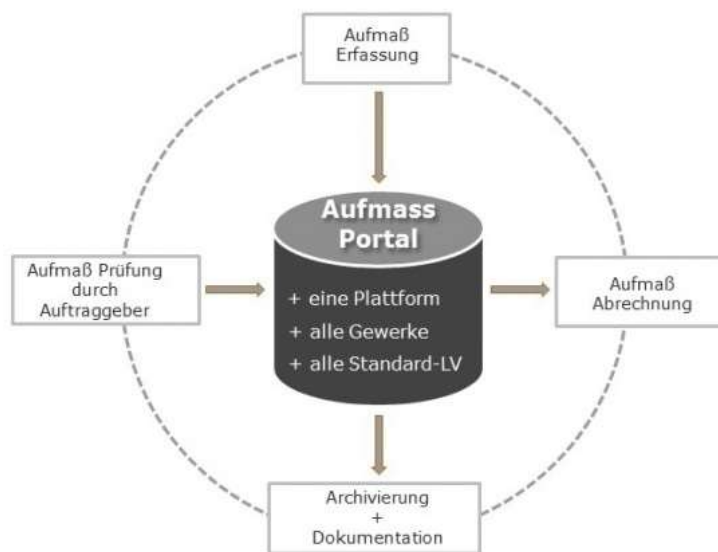 Aufmaß
Erfassung
Aufmass
Portal
+ eine Plattform
+ alle Gewerke
+ alle Standard-LV
Aufmaß Prüfung
durch
Auftraggeber
Aufmaß
Abrechnung
Archivierung
+
Dokumentation